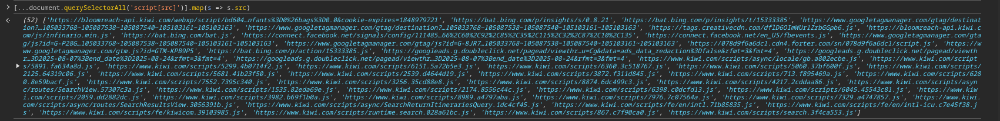 [...document.querySelectorAll('script[src]')].map(s => s.src)
(52) ['https://bloomreach-api.kiwi.com/webxp/script/bd604…nfants%3D0%26bags%3D0.0&cookie-expires=1848979721', 'https://bat.bing.com/p/insights/s/0.8.21', 'https://bat.bing.com/p/insights/t/15333385', 'https://www.googletagmanager.com/gtag/destinat
ion?…105033768~105087538~105087540~105103161~105103163', 'https://www.googletagmanager.com/gtag/destination?…105033768~105087538~105087540~105103161~105103163', 'https://tags.creativecdn.com/dflD6OImWUr1ZrbGGpb6.js', 'https://bloomreach-api.kiwi.c
om/js/infinario.min.js', 'https://bat.bing.com/bat.js', 'https://connect.facebook.net/signals/config/111485…66%2C60%2C92%2C85%2C35%2C115%2C32%2C87%2C10%2C135', 'https://connect.facebook.net/en_US/fbevents.js', 'https://www.googletagmanager.com/gta
g/js?id=G-P28G…105033768~105087538~105087540~105103161~105103163', 'https://www.googletagmanager.com/gtag/js?id=G-8JR7…105033768~105087538~105087540~105103161~105103163', 'https://078d9f6a6dc1.cdn4.forter.com/sn/078d9f6a6dc1/script.js', 'https://w
ww.googletagmanager.com/gtm.js?id=GTM-KPB9P5', 'https://bat.bing.com/p/action/15333385.js', 'https://googleads.g.doubleclick.net/pagead/viewthr…u=Cg&data=ads_data_redaction%3Dfalse&rfmt=3&fmt=4', 'https://googleads.g.doubleclick.net/pagead/viewth
r…3D2025-08-07%3Bend_date%3D2025-08-24&rfmt=3&fmt=4', 'https://googleads.g.doubleclick.net/pagead/viewthr…3D2025-08-07%3Bend_date%3D2025-08-24&rfmt=3&fmt=4', 'https://www.kiwi.com/scripts/async/locale/gb.a802ecbe.js', 'https://www.kiwi.com/script
s/5891.fa634a8d.js', 'https://www.kiwi.com/scripts/5299.4b0714f2.js', 'https://www.kiwi.com/scripts/6151.5a72b5e3.js', 'https://www.kiwi.com/scripts/6360.3c518767.js', 'https://www.kiwi.com/scripts/5060.37bf600f.js', 'https://www.kiwi.com/scripts/
2125.64319c06.js', 'https://www.kiwi.com/scripts/5681.41b23f50.js', 'https://www.kiwi.com/scripts/2539.d4644d19.js', 'https://www.kiwi.com/scripts/3872.f311d845.js', 'https://www.kiwi.com/scripts/713.f895469a.js', 'https://www.kiwi.com/scripts/628
0.8e59bacf.js', 'https://www.kiwi.com/scripts/7552.7395c340.js', 'https://www.kiwi.com/scripts/3256.35cd88e8.js', 'https://www.kiwi.com/scripts/8874.6dc499c3.js', 'https://www.kiwi.com/scripts/4217.2cddaa86.js', 'https://www.kiwi.com/scripts/asyn
c/routes/SearchView.57307c3a.js', 'https://www.kiwi.com/scripts/1535.82eda69e.js', 'https://www.kiwi.com/scripts/2174.8556c44c.js', 'https://www.kiwi.com/scripts/6398.c0dcfd13.js', 'https://www.kiwi.com/scripts/6045.45543c81.js', 'https://www.kiw
i.com/scripts/2059.dd2882dc.js', 'https://www.kiwi.com/scripts/3982.b69f1b0a.js', 'https://www.kiwi.com/scripts/8989.a4797aba.js', 'https://www.kiwi.com/scripts/7976.7c07564a.js', 'https://www.kiwi.com/scripts/7329.a4747857.js', 'https://www.kiwi.
com/scripts/async/routes/SearchResultsView.3056391b.js', 'https://www.kiwi.com/scripts/async/SearchReturnItinerariesQuery.1dc4cf45.js', 'https://www.kiwi.com/scripts/fe/en/intl.71b85835.js', 'https://www.kiwi.com/scripts/fe/en/intl-icu.c7e45f38.j
s', 'https://www.kiwi.com/scripts/fe/kiwicom.39103985.js', 'https://www.kiwi.com/scripts/runtime.search.028a61bc.js', 'https://www.kiwi.com/scripts/867.c7f90ca0.js', 'https://www.kiwi.com/scripts/search.3f4ca553.js']